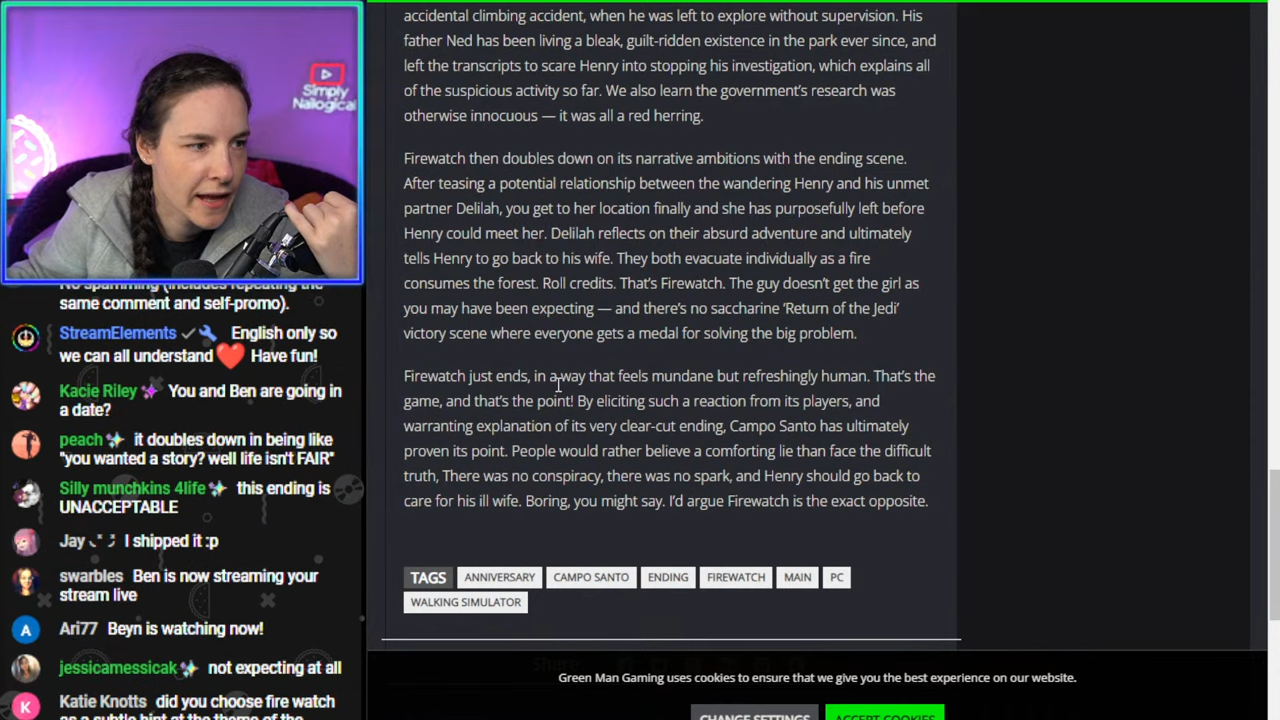 Simply
Nailogical
No spamming (includes repeating the
same comment and self-promo).
StreamElements English only so
we can all understand Have fun!
Kacie Riley You and Ben are going in
a date?
peach it doubles down in being like
"you wanted a story? well life isn't FAIR"
Silly munchkins 4life this ending is
UNACCEPTABLE
Jay I shipped it :p
swarbles Ben is now streaming your
stream live
A Ari77 Beyn is watching now!
jessicamessicak not expecting at all
K Katie Knotts did you choose fire watch
as a subtle hint at the theme of the
accidental climbing accident, when he was left to explore without supervision. His
father Ned has been living a bleak, guilt-ridden existence in the park ever since, and
left the transcripts to scare Henry into stopping his investigation, which explains all
of the suspicious activity so far. We also learn the government's research was
otherwise innocuous — it was all a red herring.
Firewatch then doubles down on its narrative ambitions with the ending scene.
After teasing a potential relationship between the wandering Henry and his unmet
partner Delilah, you get to her location finally and she has purposefully left before
Henry could meet her. Delilah reflects on their absurd adventure and ultimately
tells Henry to go back to his wife. They both evacuate individually as a fire
consumes the forest. Roll credits. That's Firewatch. The guy doesn't get the girl as
you may have been expecting — and there's no saccharine 'Return of the Jedi'
victory scene where everyone gets a medal for solving the big problem.
Firewatch just ends, in a way that feels mundane but refreshingly human. That's the
game, and that's the point! By eliciting such a reaction from its players, and
warranting explanation of its very clear-cut ending, Campo Santo has ultimately
proven its point. People would rather believe a comforting lie than face the difficult
truth, There was no conspiracy, there was no spark, and Henry should go back to
care for his ill wife. Boring, you might say. I'd argue Firewatch is the exact opposite.
TAGS ANNIVERSARY CAMPO SANTO ENDING FIREWATCH MAIN PC
WALKING SIMULATOR
Share
Green Man Gaming uses cookies to ensure that we give you the best experience on our website.
CHANGE SETTINGS ACCEPT COOKIES